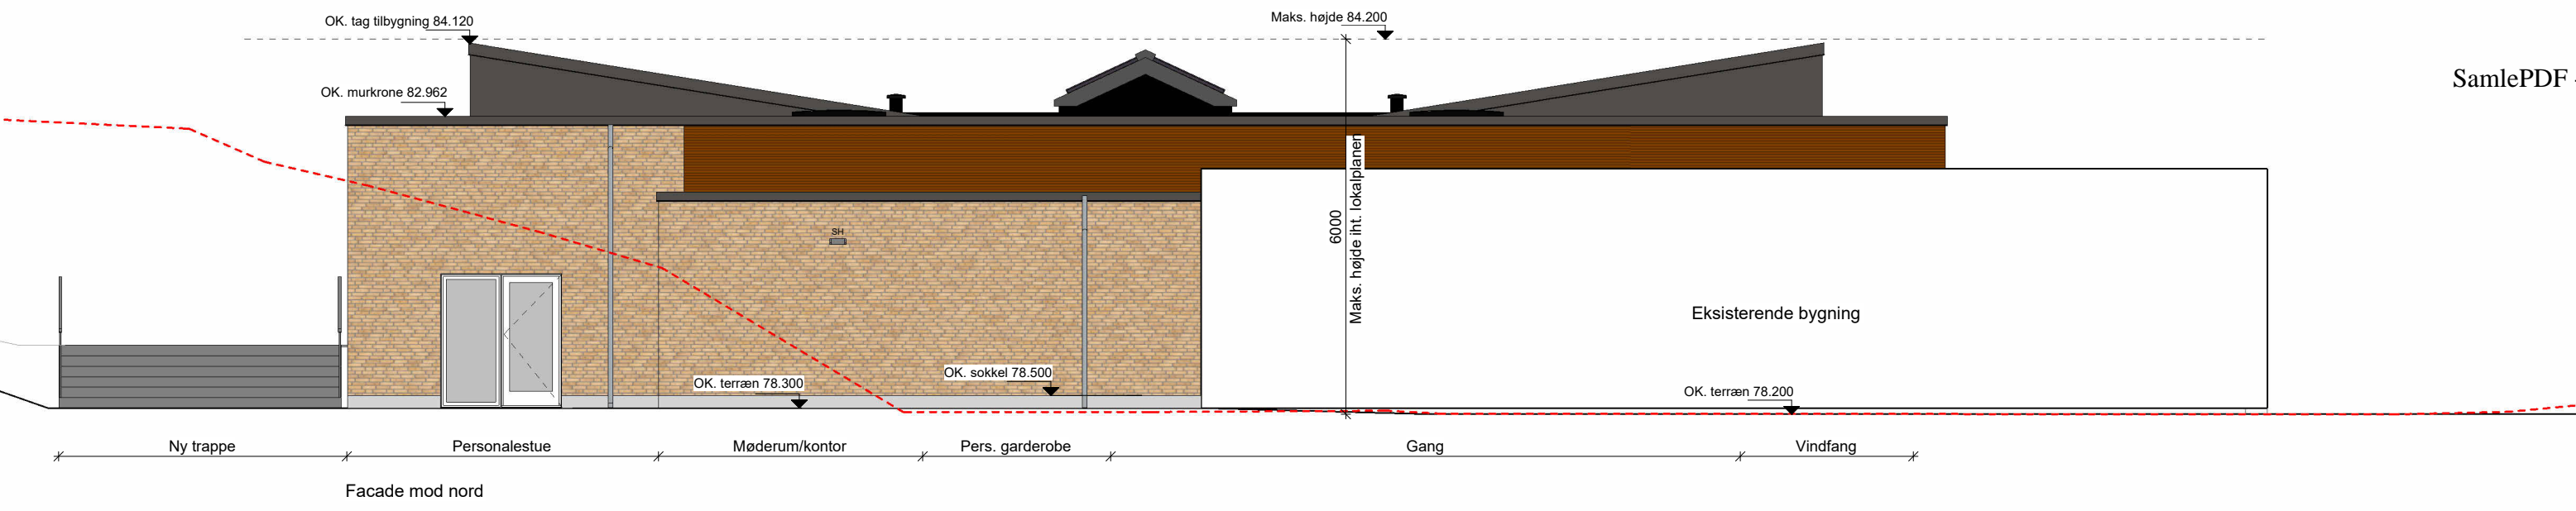 OK. tag tilbygning 84.120
Maks. højde 84.200
SamlePDF -
OK. murkrone 82.962
6000
Maks. højde iht. lokalplanen
SH
Eksisterende bygning
OK. terræn 78.300
OK. sokkel 78.500
OK. terræn 78.200
Ny trappe
Personalestue
Møderum/kontor
Pers. garderobe
Gang
Vindfang
Facade mod nord